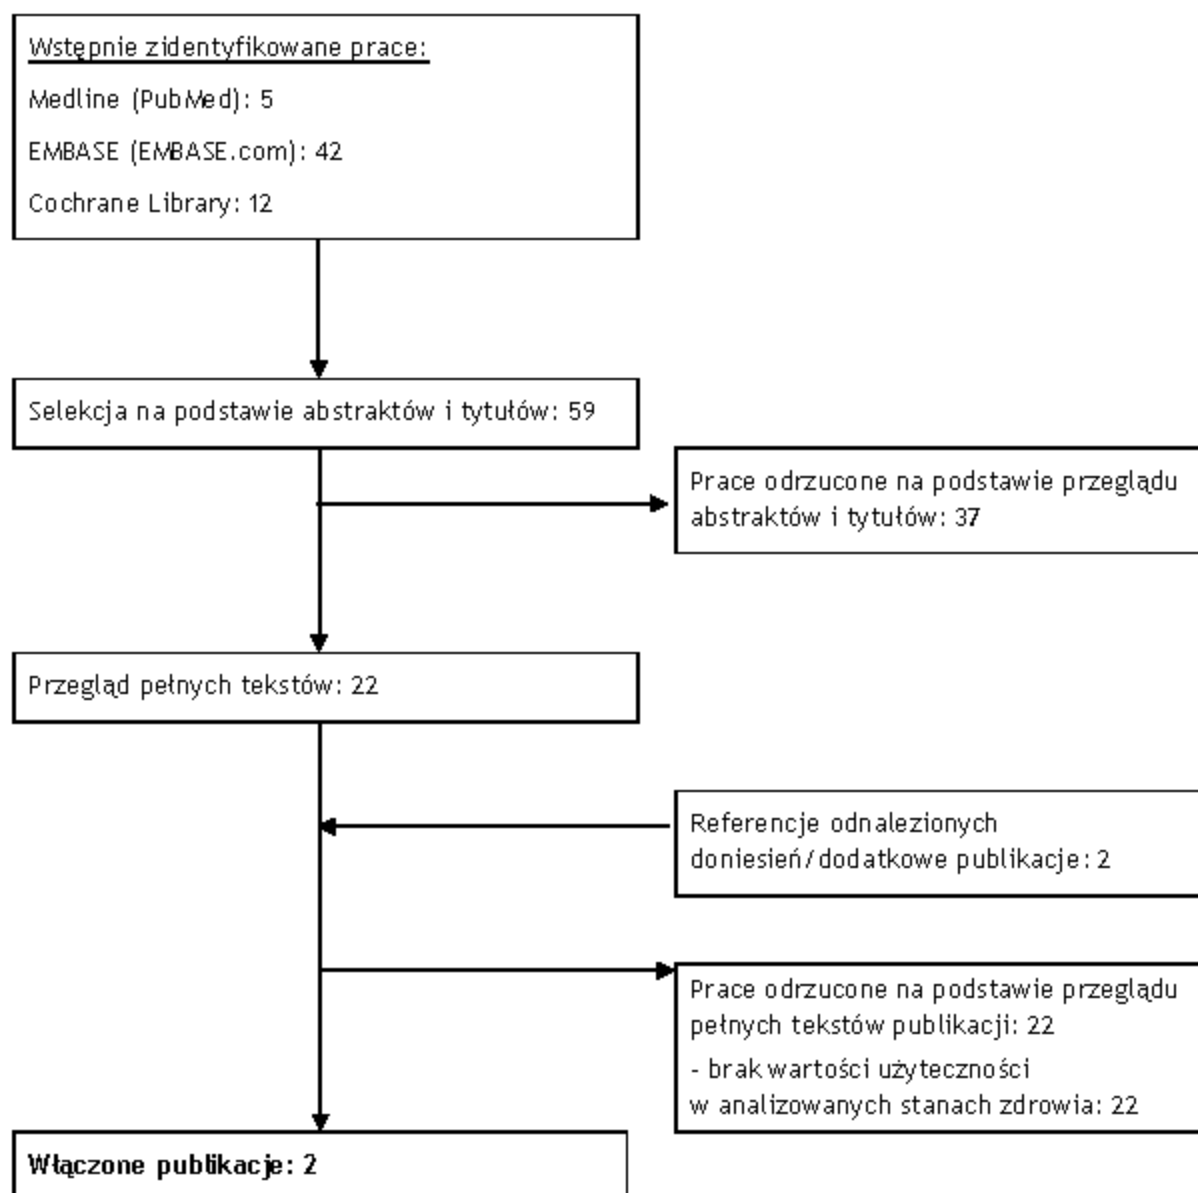 Wstępnie zidentyfikowane prace:
Medline (PubMed): 5
EMBASE (EMBASE.com): 42
Cochrane Library: 12
Selekcja na podstawie abstraktów i tytułów: 59
Prace odrzucone na podstawie przeglądu
abstraktów i tytułów: 37
Przegląd pełnych tekstów: 22
Referencje odnalezionych
doniesień/dodatkowe publikacje: 2
Prace odrzucone na podstawie przeglądu
pełnych tekstów publikacji: 22
- brak wartości użyteczności
w analizowanych stanach zdrowia: 22
Włączone publikacje: 2